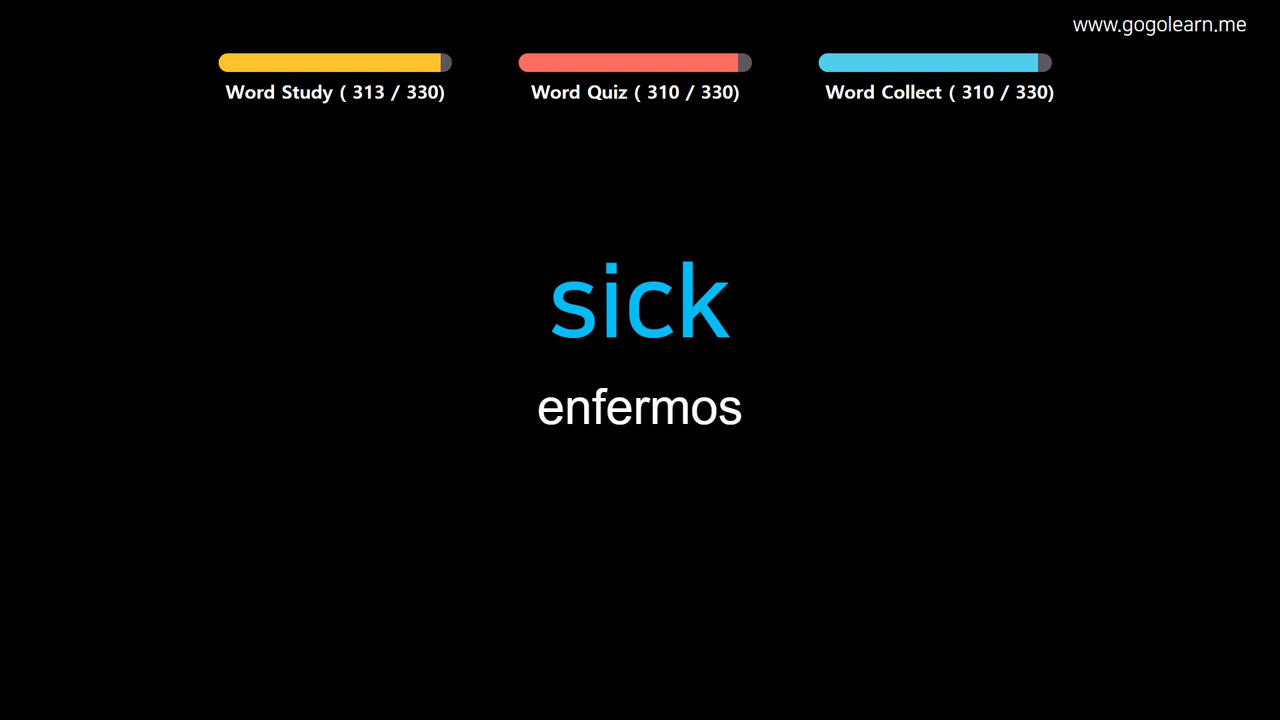 www.gogolearn.me
Word Study ( 313 / 330)
Word Quiz ( 310 / 330)
Word Collect ( 310 / 330)
sick
enfermos